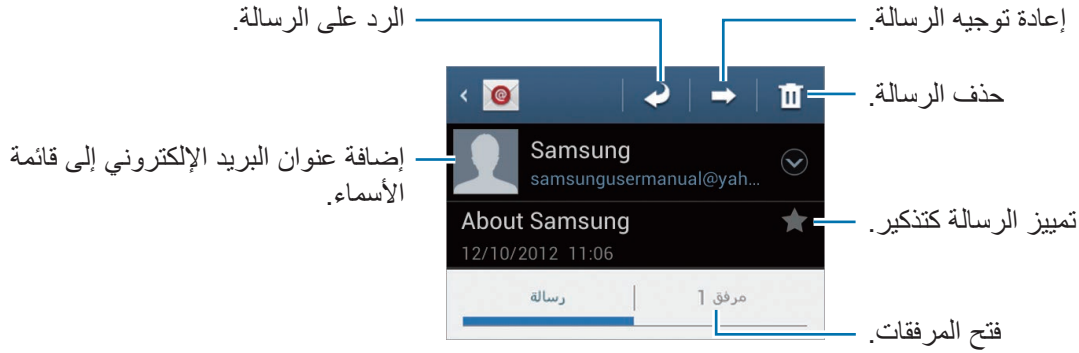 إعادة توجيه الرسالة.
الرد على الرسالة.
حذف الرسالة.
Samsung
samsungusermanual@yah...
إضافة عنوان البريد الإلكتروني إلى قائمة
الأسماء.
About Samsung
12/10/2012 11:06
تمييز الرسالة كتذكير.
مرفق 1
رسالة
فتح المرفقات.